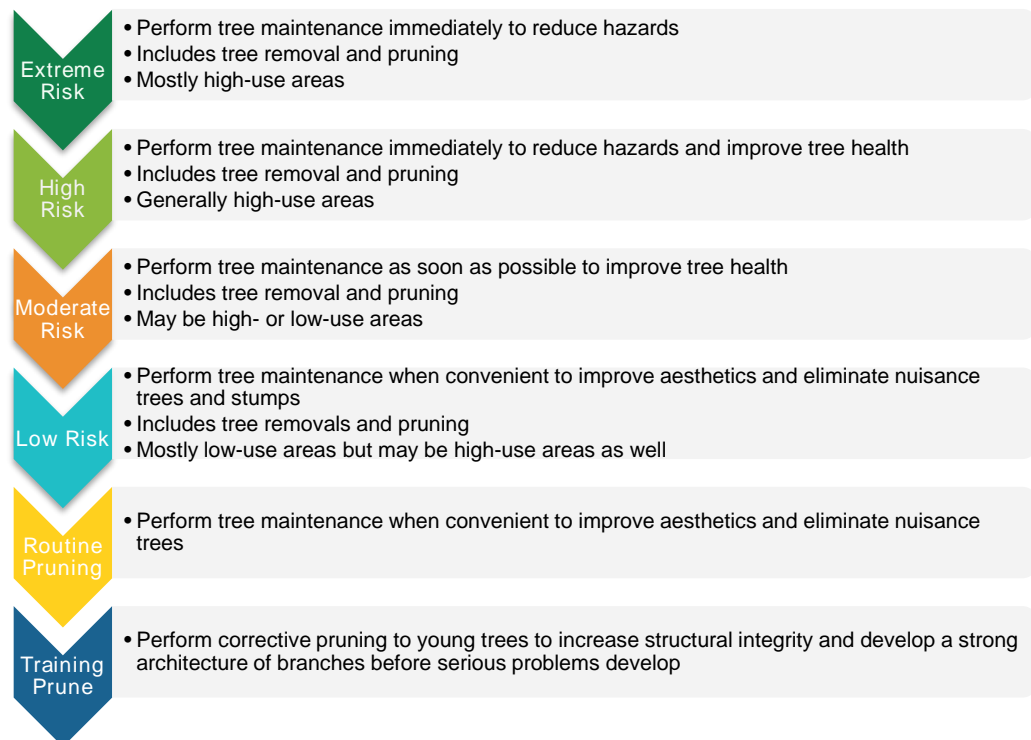 Extreme
Risk
• Perform tree maintenance immediately to reduce hazards
• Includes tree removal and pruning
• Mostly high-use areas
High
Risk
• Perform tree maintenance immediately to reduce hazards and improve tree health
• Includes tree removal and pruning
• Generally high-use areas
Moderate
Risk
• Perform tree maintenance as soon as possible to improve tree health
• Includes tree removal and pruning
• May be high- or low-use areas
Low Risk
• Perform tree maintenance when convenient to improve aesthetics and eliminate nuisance
trees and stumps
• Includes tree removals and pruning
• Mostly low-use areas but may be high-use areas as well
Routine
Pruning
• Perform tree maintenance when convenient to improve aesthetics and eliminate nuisance
trees
Training
Prune
• Perform corrective pruning to young trees to increase structural integrity and develop a strong
architecture of branches before serious problems develop